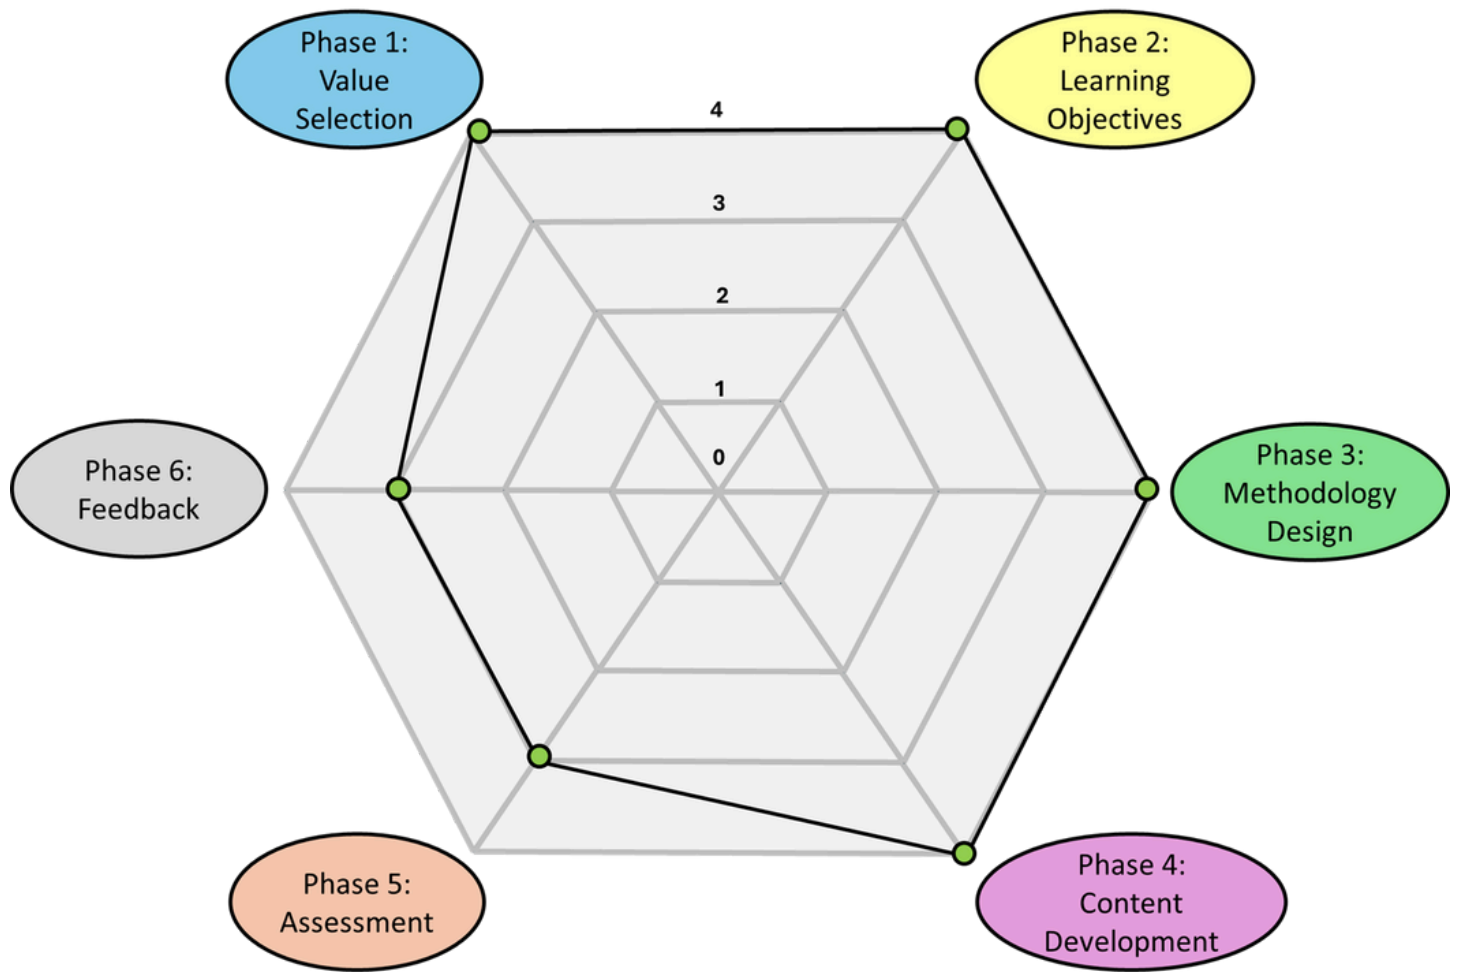 Phase 1:
Value
Selection
Phase 2:
Learning
Objectives
4
3
2
1
0
Phase 6:
Feedback
Phase 3:
Methodology
Design
Phase 5:
Assessment
Phase 4:
Content
Development